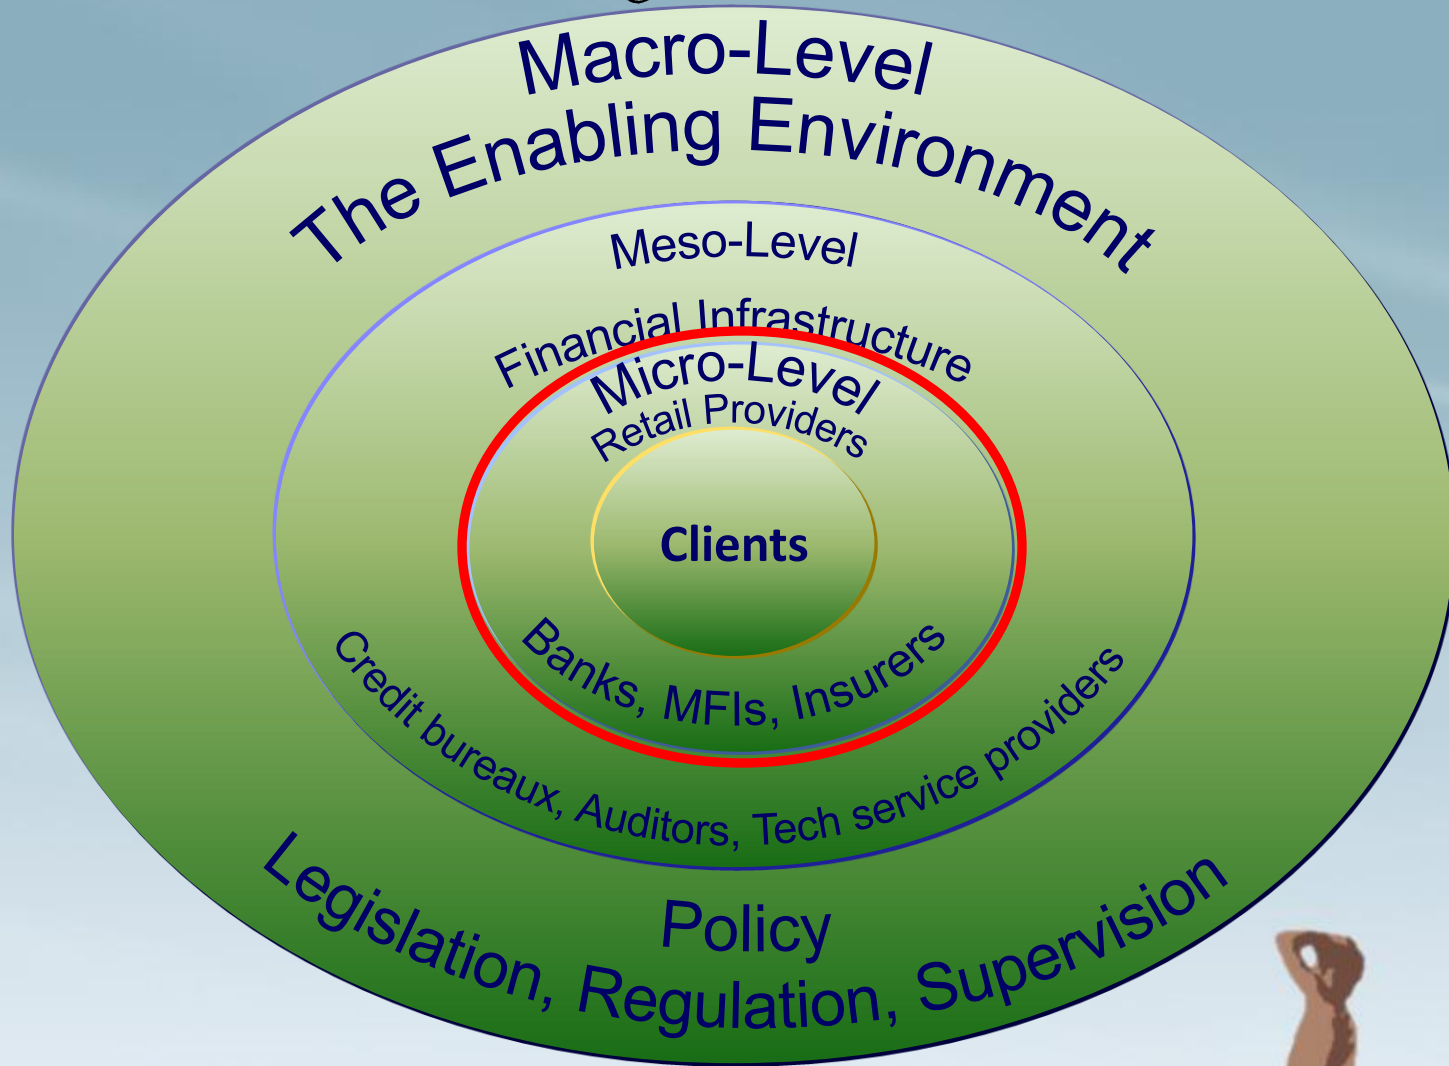 Macro-Level
The Enabling Environment
Meso-Level
Financial Infrastructure
Micro-Level
Retail Providers
Clients
Banks, MFIs, Insurers
Credit bureaux, Auditors, Tech service providers
Policy
Legislation, Regulation, Supervision